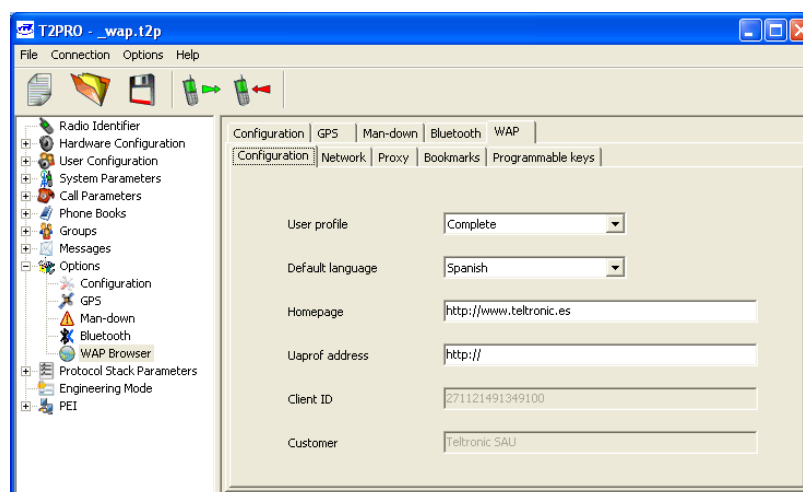 T2PRO - _wap.t2p
File Connection Options Help
Radio Identifier
Hardware Configuration
User Configuration
System Parameters
Call Parameters
Phone Books
Groups
Messages
Options
Configuration
GPS
Man-down
Bluetooth
WAP Browser
Protocol Stack Parameters
Engineering Mode
PEI
Configuration GPS Man-down Bluetooth WAP
Configuration Network Proxy Bookmarks Programmable keys
User profile Complete
Default language Spanish
Homepage http://www.teltronic.es
Uaprof address http://
Client ID 271121491349100
Customer Teltronic SAU